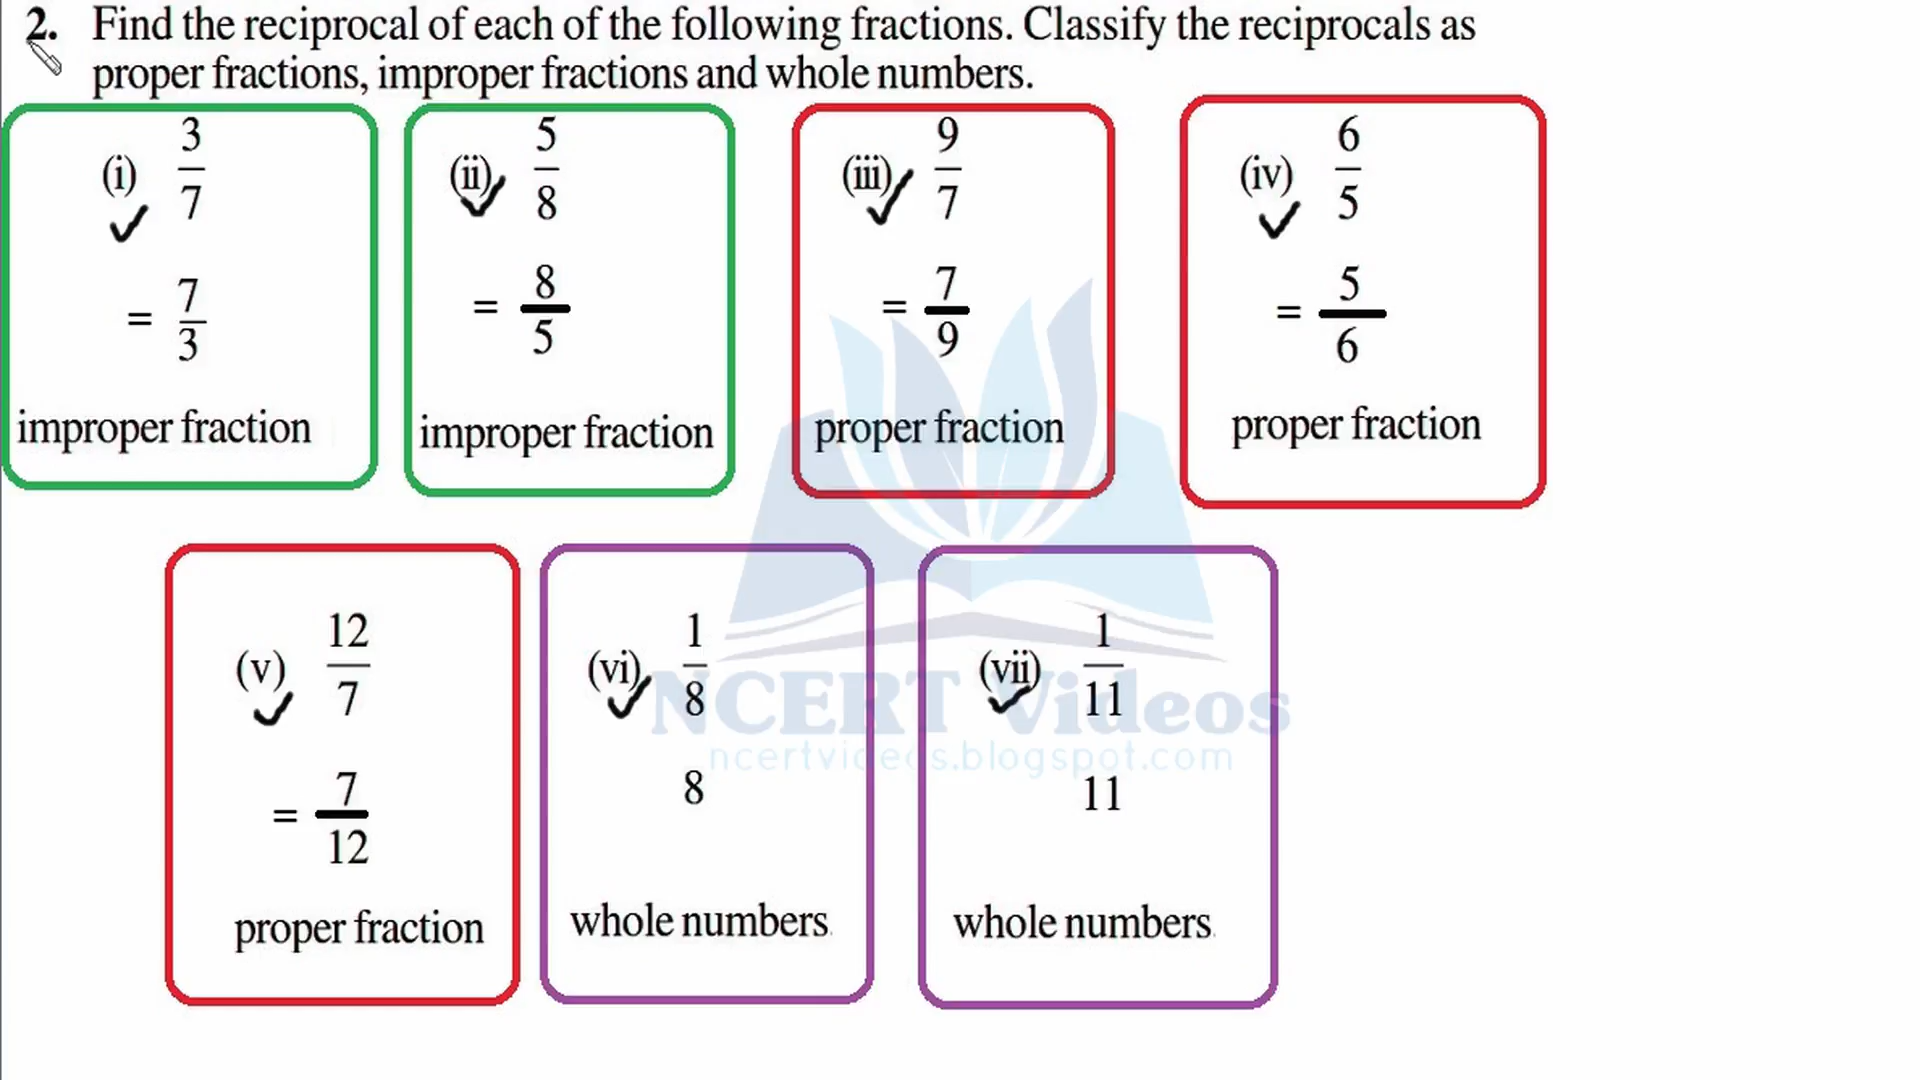 2. Find the reciprocal of each of the following fractions. Classify the reciprocals as
proper fractions, improper fractions and whole numbers.
(i) 3/7
= 7/3
improper fraction
(ii) 5/8
= 8/5
improper fraction
(iii) 9/7
= 7/9
proper fraction
(iv) 6/5
= 5/6
proper fraction
(v) 12/7
= 7/12
proper fraction
(vi) 1/8
8
whole numbers
(vii) 1/11
11
whole numbers
NCERT Videos
ncertvideos.blogspot.com